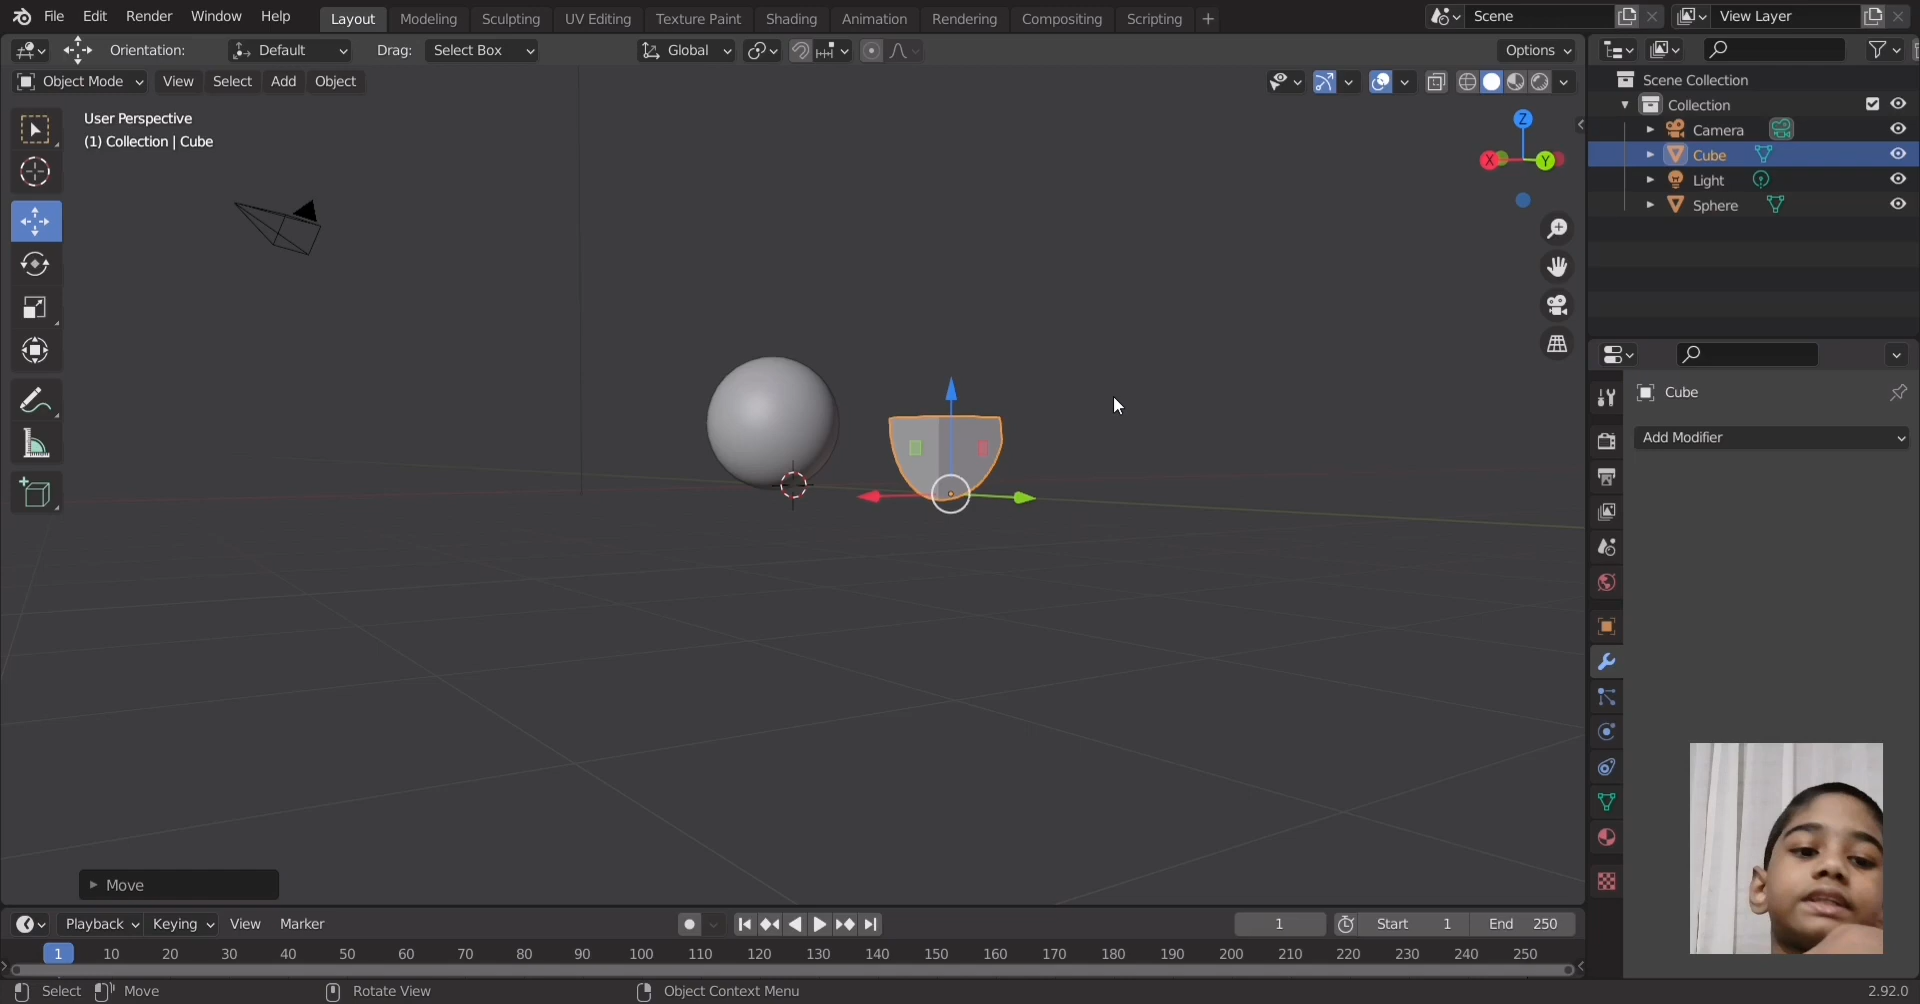 File Edit Render Window Help Layout Modeling Sculpting UV Editing Texture Paint Shading Animation Rendering Compositing Scripting + Scene View Layer
Orientation: Default Drag: Select Box Global Options
Object Mode View Select Add Object
User Perspective
(1) Collection | Cube
Z
X Y
Scene Collection
Collection
Camera
Cube
Light
Sphere
Cube
Add Modifier
Move
Playback Keying View Marker 1 Start 1 End 250
1 10 20 30 40 50 60 70 80 90 100 110 120 130 140 150 160 170 180 190 200 210 220 230 240 250
Select Move Rotate View Object Context Menu 2.92.0